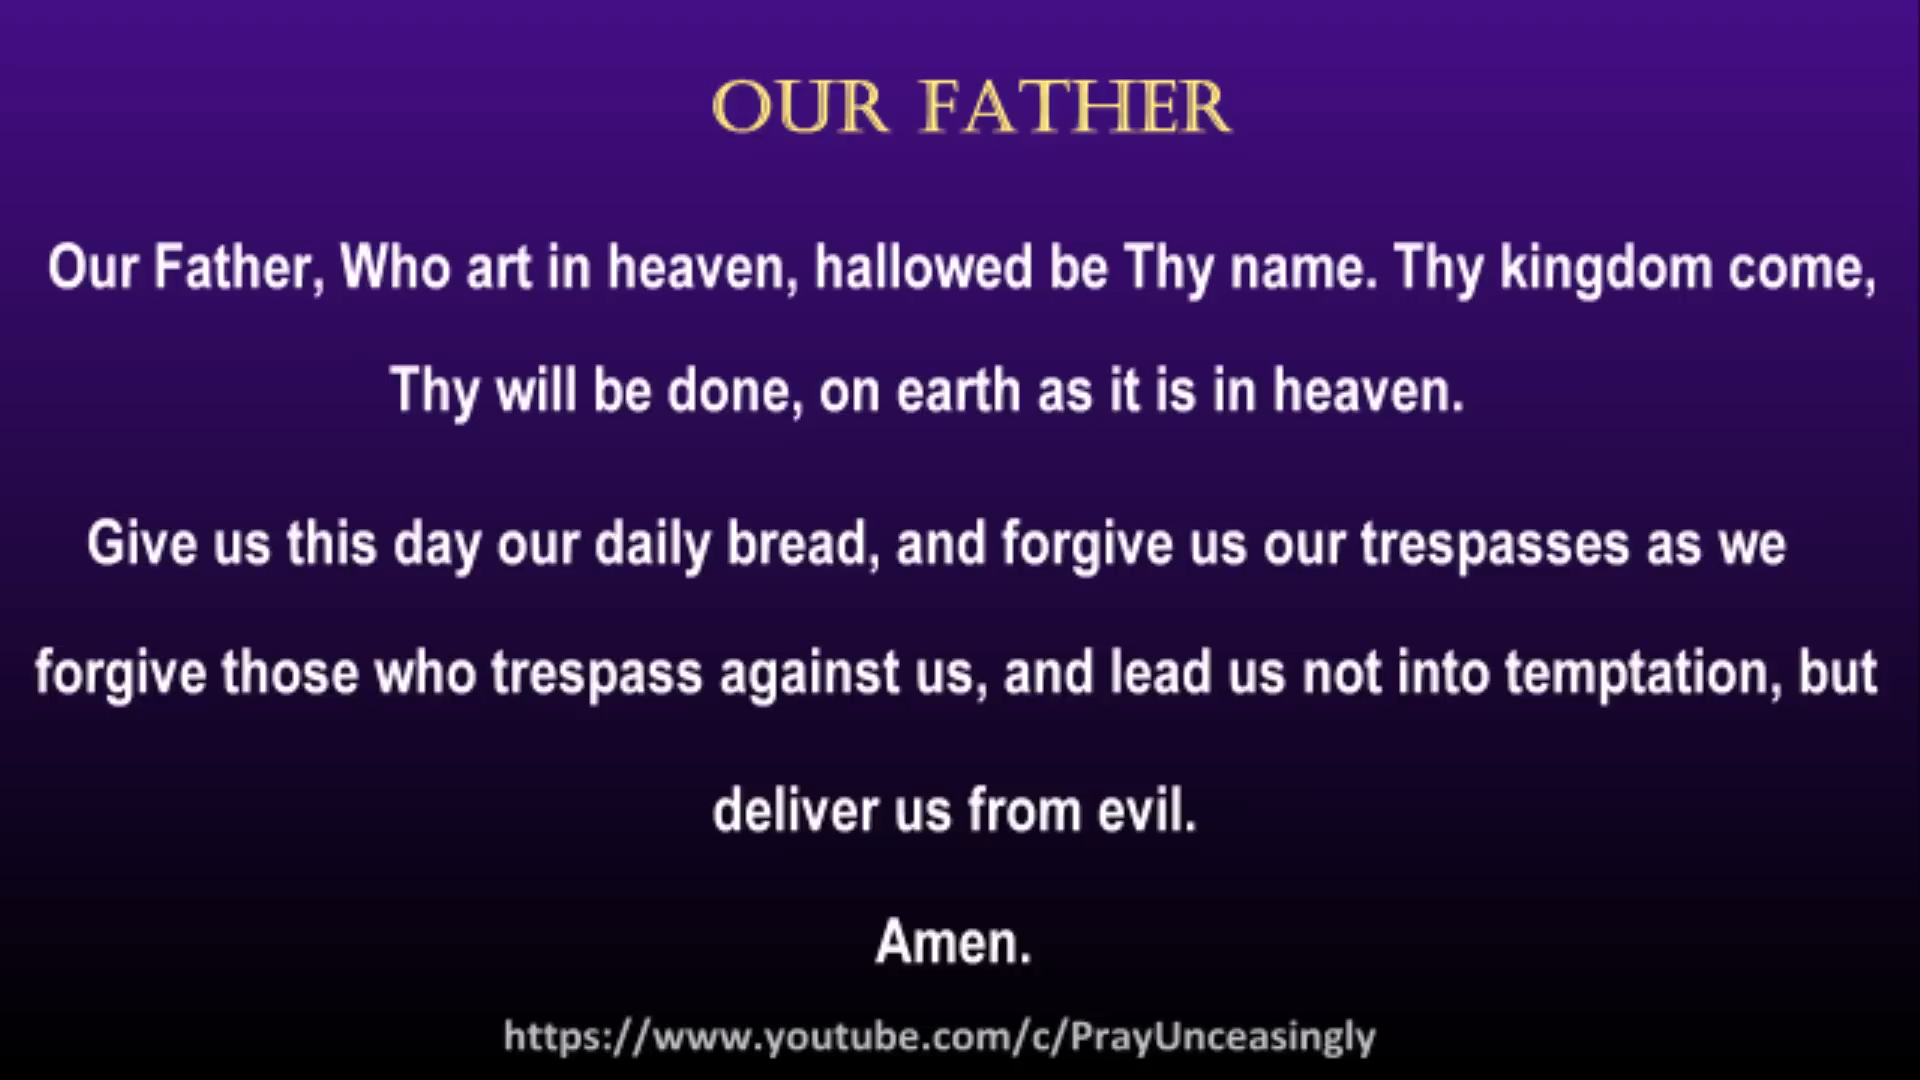 OUR FATHER
Our Father, Who art in heaven, hallowed be Thy name. Thy kingdom come,
Thy will be done, on earth as it is in heaven.
Give us this day our daily bread, and forgive us our trespasses as we
forgive those who trespass against us, and lead us not into temptation, but
deliver us from evil.
Amen.
https://www.youtube.com/c/PrayUnceasingly